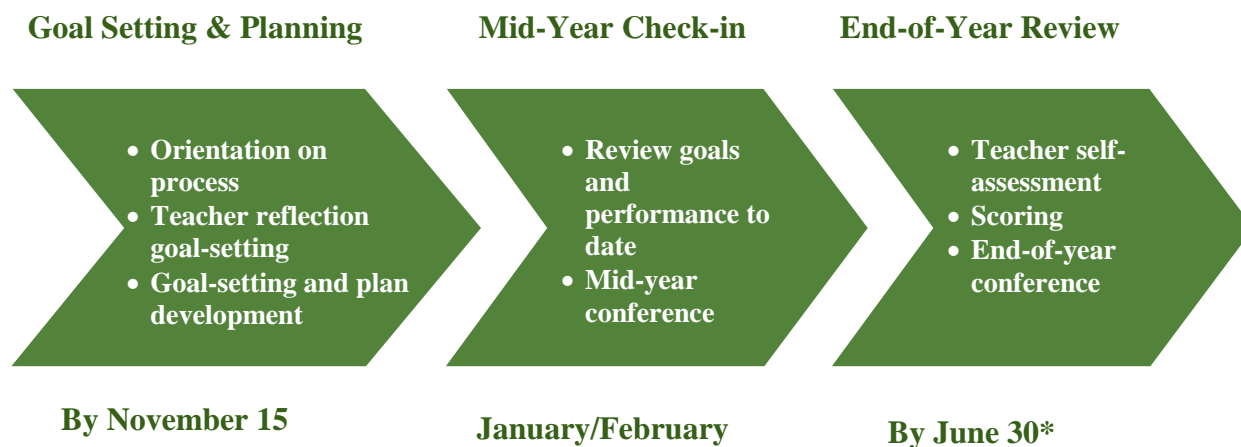 Goal Setting & Planning
Mid-Year Check-in
End-of-Year Review
• Orientation on
process
• Teacher reflection
goal-setting
• Goal-setting and plan
development
• Review goals
and
performance to
date
• Mid-year
conference
• Teacher self-
assessment
• Scoring
• End-of-year
conference
By November 15
January/February
By June 30*